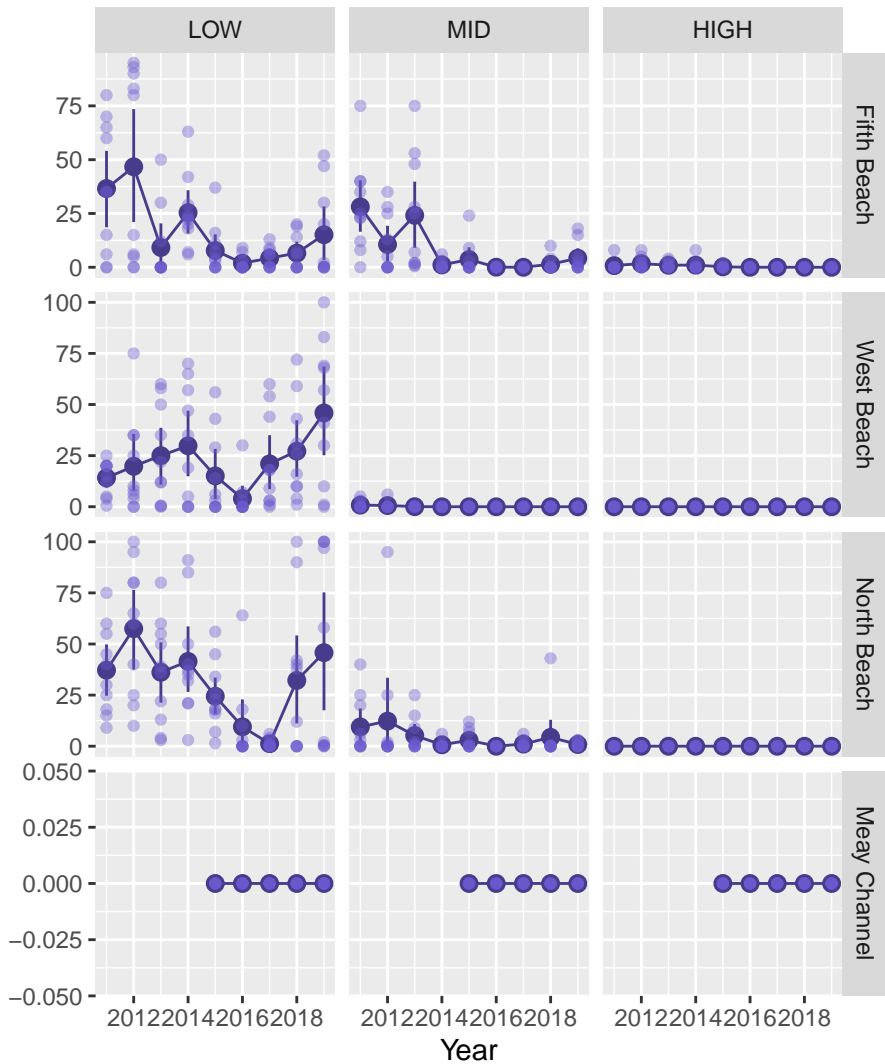 LOW MID HIGH
75
50
25
0
Fifth Beach
100
75
50
25
0
West Beach
100
75
50
25
0
North Beach
0.050
0.025
0.000
−0.025
−0.050
Meay Channel
2012 2014 2016 2018 2012 2014 2016 2018 2012 2014 2016 2018
Year